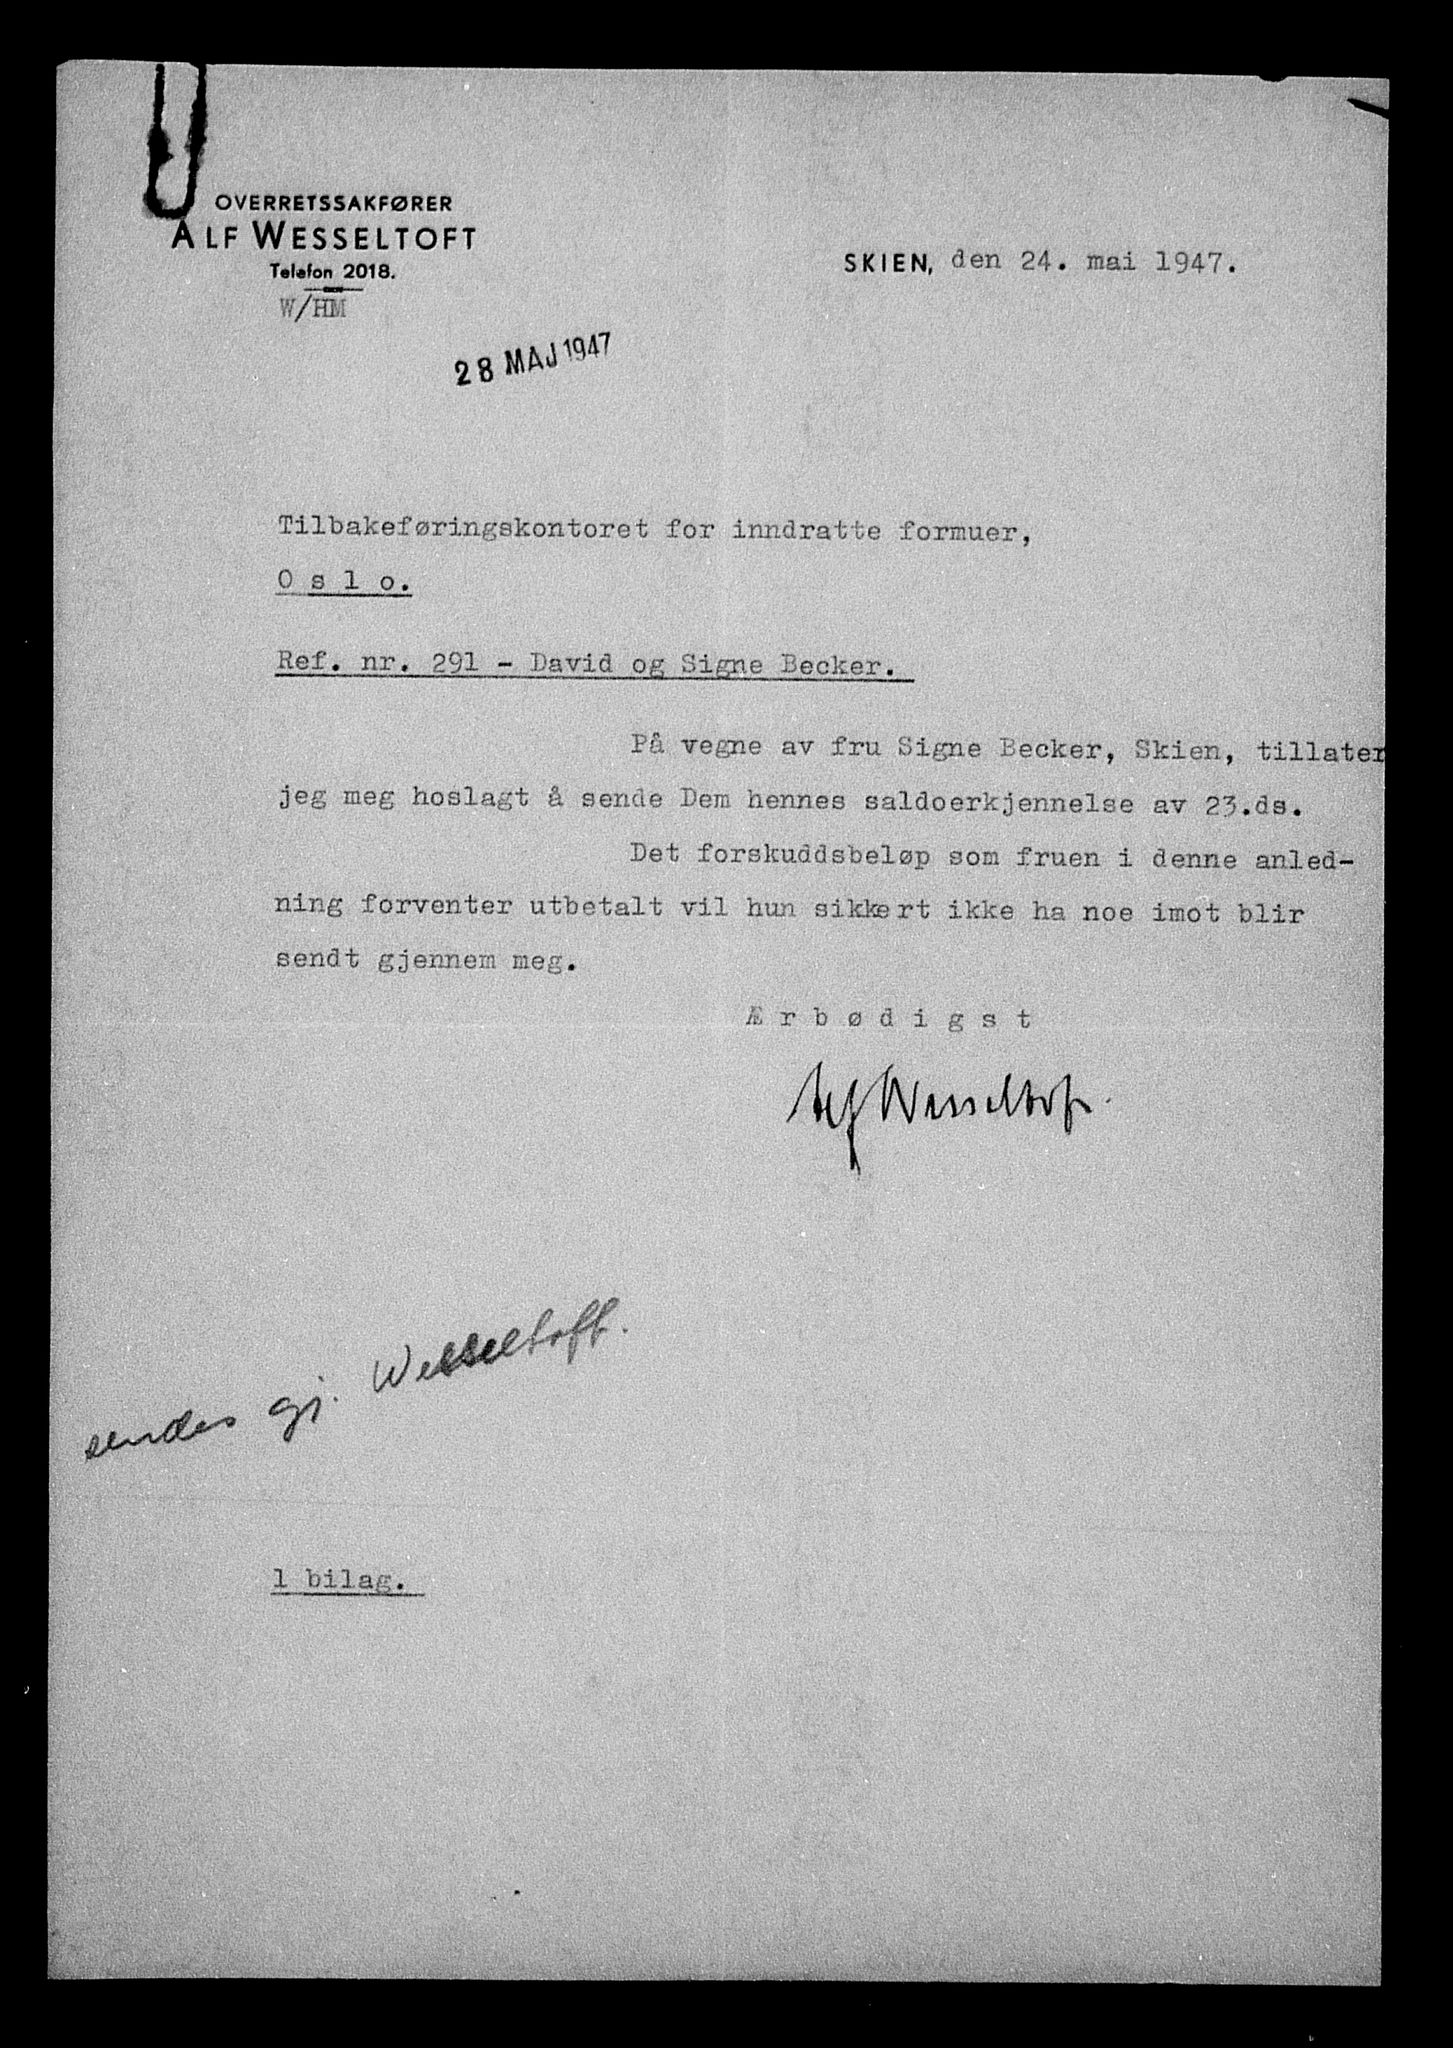 OVERRETSSAKFØRER
ALF WESSELTOFT
Telefon 2018.
W/HM
SKIEN, den 24. mai 1947.
28 MAJ 1947
Tilbakeføringskontoret for inndratte formuer,
O s l o.
Ref. nr. 291 - David og Signe Becker.
På vegne av fru Signe Becker, Skien, tillater
jeg meg hoslagt å sende Dem hennes saldoerkjennelse av 23.ds.
Det forskuddsbeløp som fruen i denne anled-
ning forventer utbetalt vil hun sikkert ikke ha noe imot blir
sendt gjennem meg.
Æ r b ø d i g s t
Alf Wesseltoft.
sendes gj. Wesseltoft.
1 bilag.